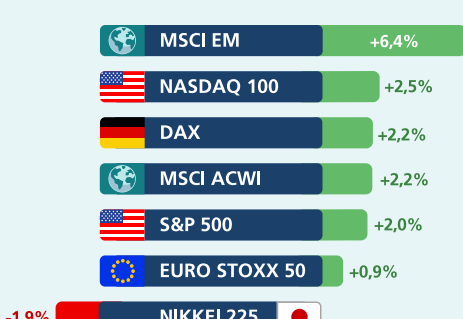 MSCI EM +6,4%
NASDAQ 100 +2,5%
DAX +2,2%
MSCI ACWI +2,2%
S&P 500 +2,0%
EURO STOXX 50 +0,9%
-1,9% NIKKEI 225